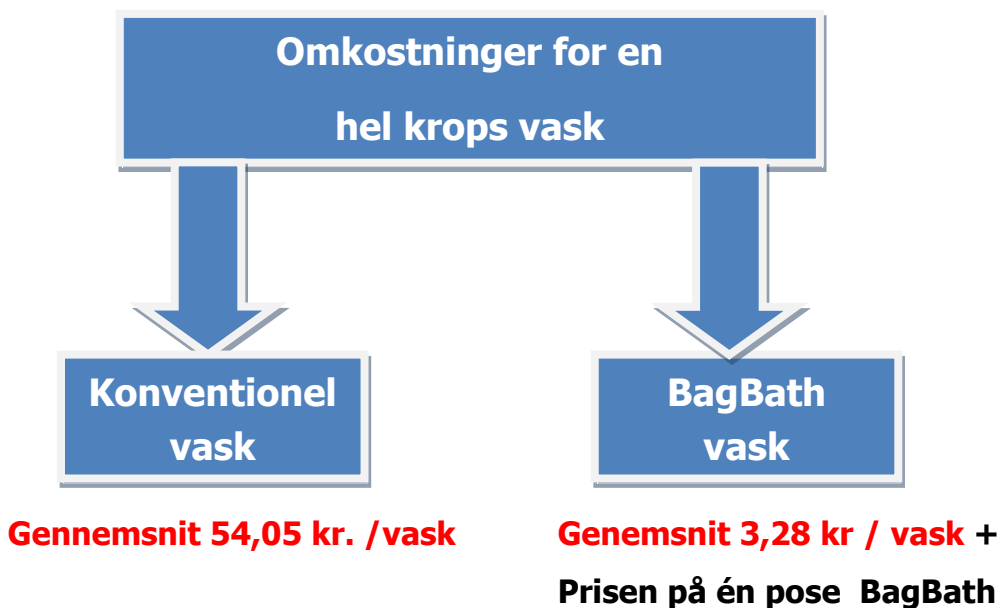 Omkostninger for en
hel krops vask
Konventionel
vask
BagBath
vask
Gennemsnit 54,05 kr. /vask
Genemsnit 3,28 kr / vask +
Prisen på én pose BagBath